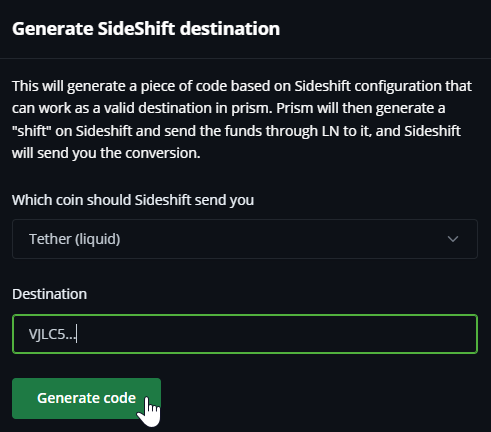 Generate SideShift destination
This will generate a piece of code based on Sideshift configuration that
can work as a valid destination in prism. Prism will then generate a
"shift" on Sideshift and send the funds through LN to it, and Sideshift
will send you the conversion.
Which coin should Sideshift send you
Tether (liquid)
Destination
VJLC5...
Generate code